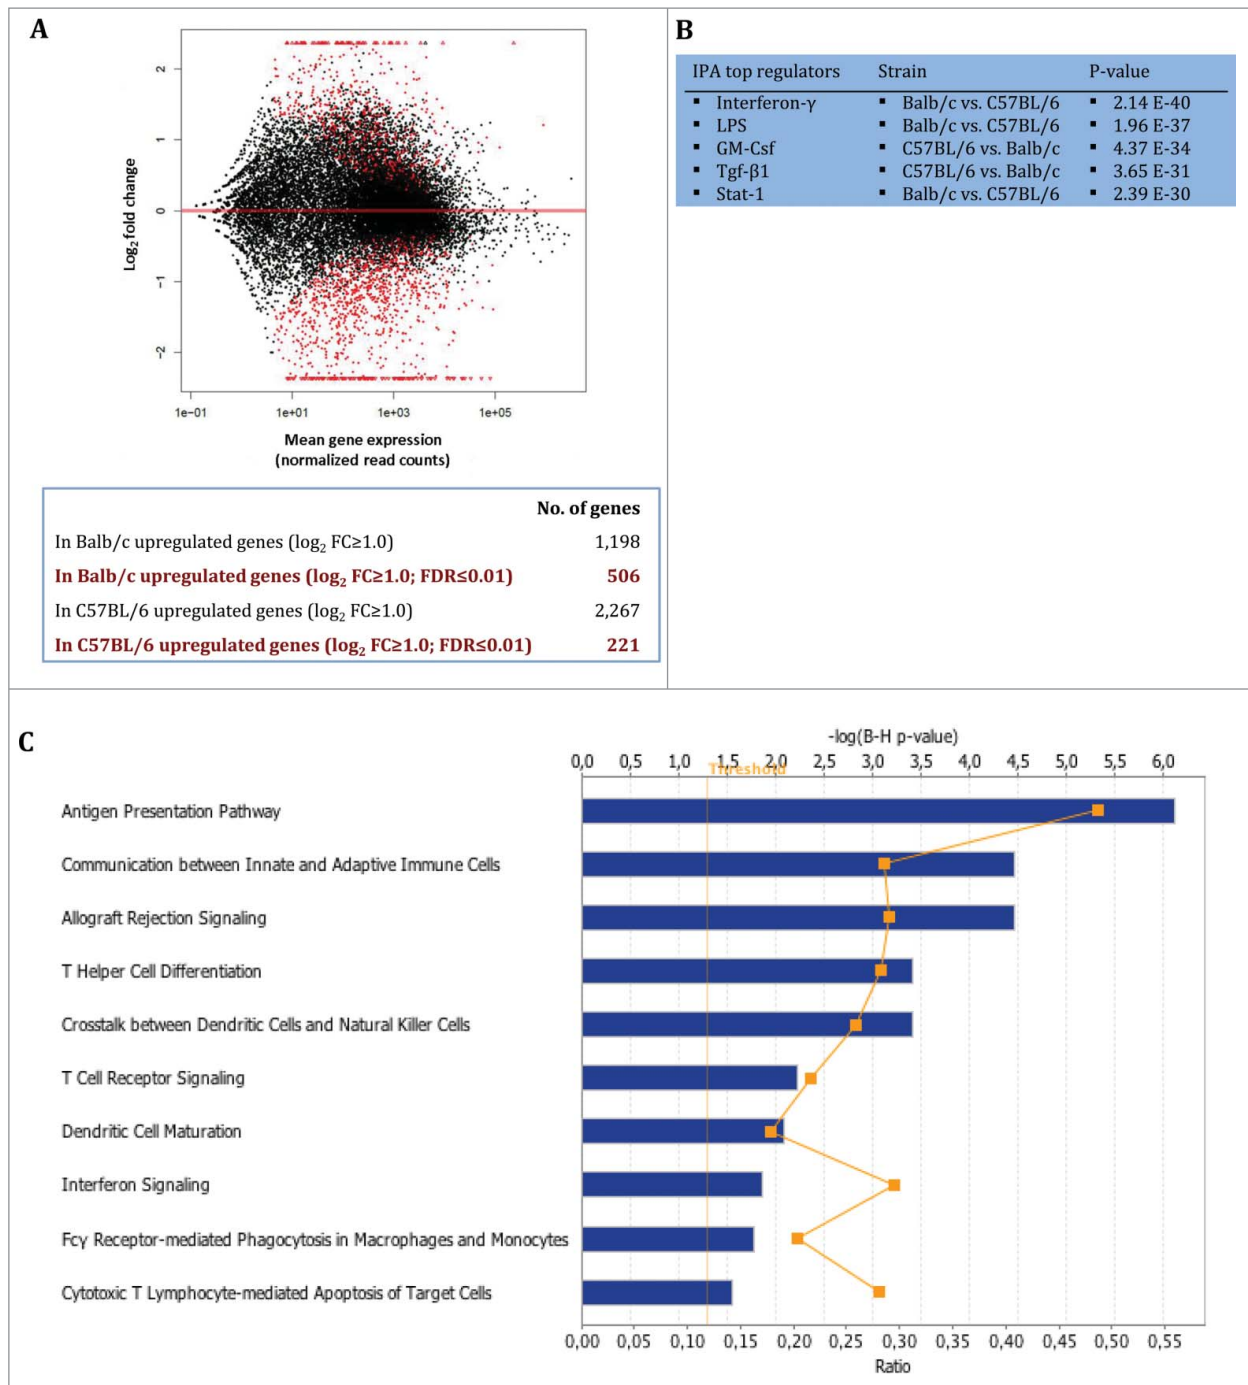 A
Log₂ fold change
2
1
0
-1
-2
1e-01 1e+01 1e+03 1e+05
Mean gene expression
(normalized read counts)
No. of genes
In Balb/c upregulated genes (log₂ FC≥1.0) 1,198
In Balb/c upregulated genes (log₂ FC≥1.0; FDR≤0.01) 506
In C57BL/6 upregulated genes (log₂ FC≥1.0) 2,267
In C57BL/6 upregulated genes (log₂ FC≥1.0; FDR≤0.01) 221
B
IPA top regulators Strain P-value
▪ Interferon-γ ▪ Balb/c vs. C57BL/6 ▪ 2.14 E-40
▪ LPS ▪ Balb/c vs. C57BL/6 ▪ 1.96 E-37
▪ GM-Csf ▪ C57BL/6 vs. Balb/c ▪ 4.37 E-34
▪ Tgf-β1 ▪ C57BL/6 vs. Balb/c ▪ 3.65 E-31
▪ Stat-1 ▪ Balb/c vs. C57BL/6 ▪ 2.39 E-30
C
-log(B-H p-value)
0,0 0,5 1,0 1,5 2,0 2,5 3,0 3,5 4,0 4,5 5,0 5,5 6,0
Threshold
Antigen Presentation Pathway
Communication between Innate and Adaptive Immune Cells
Allograft Rejection Signaling
T Helper Cell Differentiation
Crosstalk between Dendritic Cells and Natural Killer Cells
T Cell Receptor Signaling
Dendritic Cell Maturation
Interferon Signaling
Fcγ Receptor-mediated Phagocytosis in Macrophages and Monocytes
Cytotoxic T Lymphocyte-mediated Apoptosis of Target Cells
0,00 0,05 0,10 0,15 0,20 0,25 0,30 0,35 0,40 0,45 0,50 0,55
Ratio